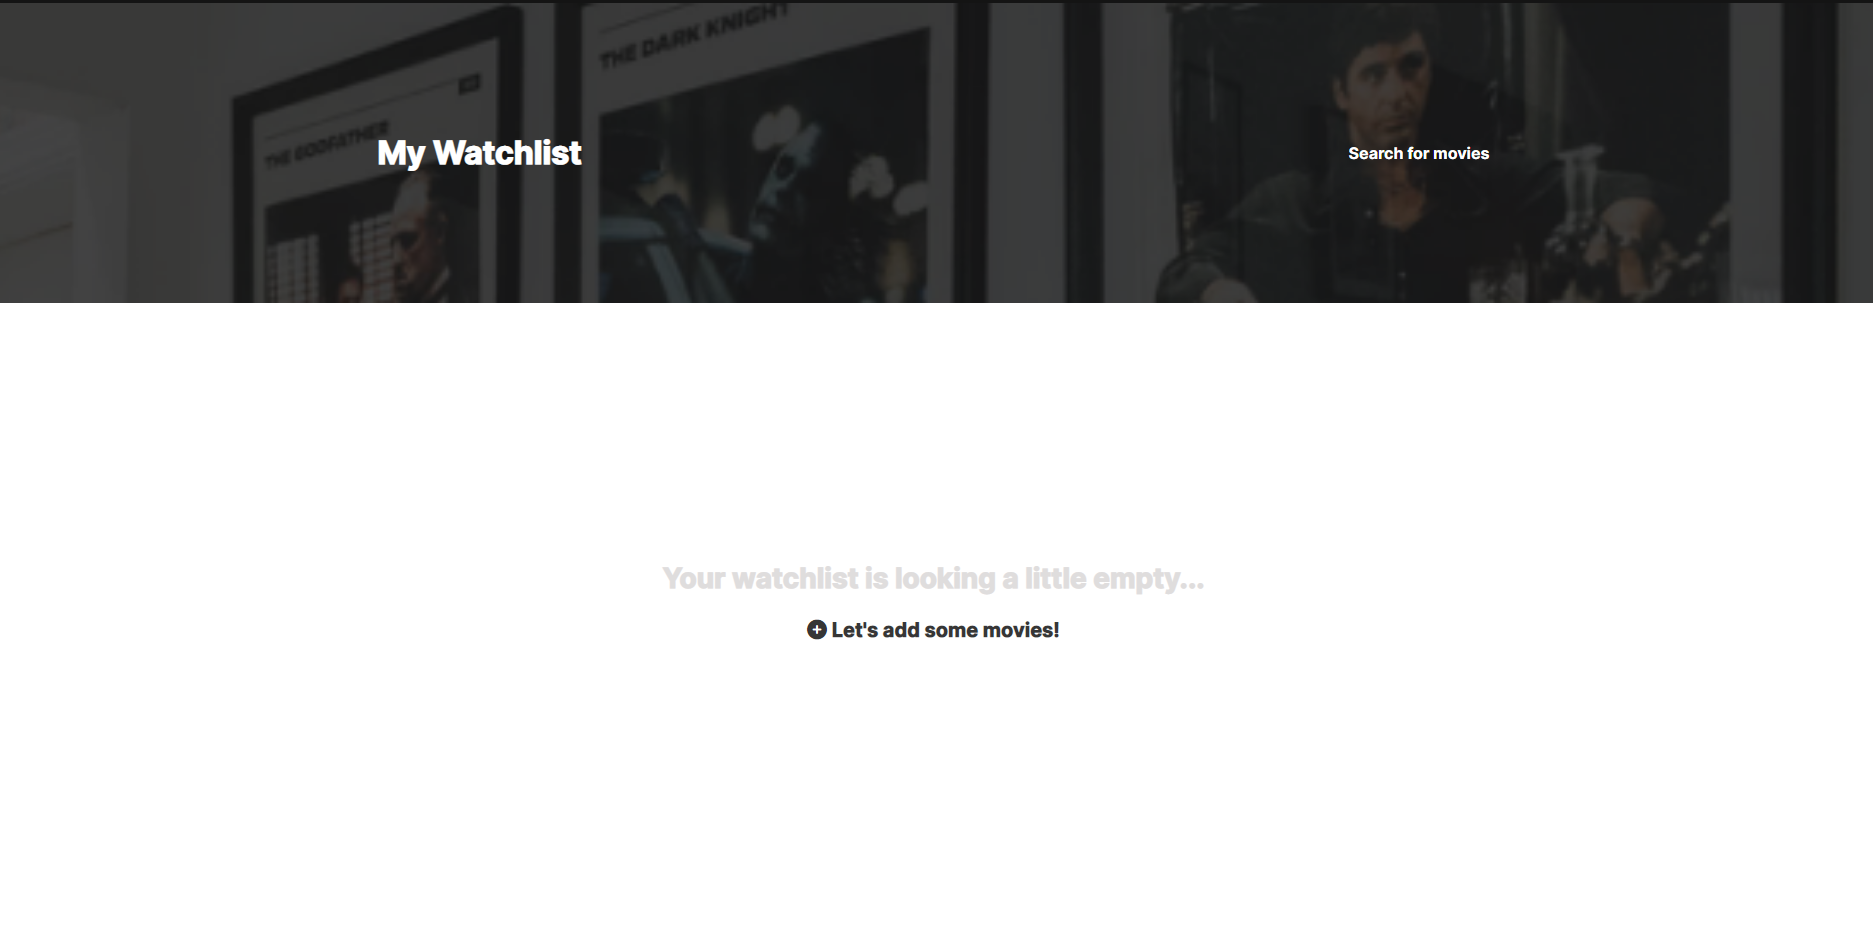 THE DARK KNIGHT
THE GODFATHER
My Watchlist
Search for movies
Your watchlist is looking a little empty...
Let's add some movies!